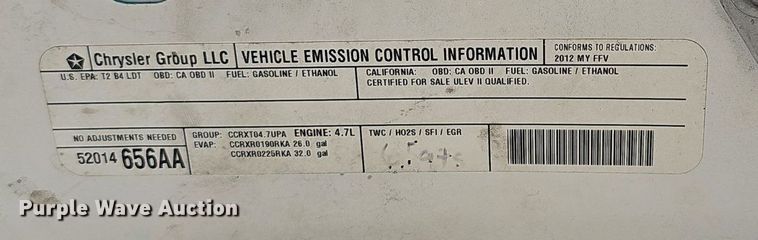 Chrysler Group LLC VEHICLE EMISSION CONTROL INFORMATION CONFORMS TO REGULATIONS:
2012 MY FFV
U.S. EPA: T2 B4 LDT OBD: CA OBD II FUEL: GASOLINE / ETHANOL
CALIFORNIA: OBD: CA OBD II FUEL: GASOLINE / ETHANOL
CERTIFIED FOR SALE ULEV II QUALIFIED.
NO ADJUSTMENTS NEEDED
52014 656AA
GROUP: CCRXT04.7UPA ENGINE: 4.7L
EVAP: CCRXR0190RKA 26.0 gal
CCRXR0225RKA 32.0 gal
TWC / HO2S / SFI / EGR
Purple Wave Auction